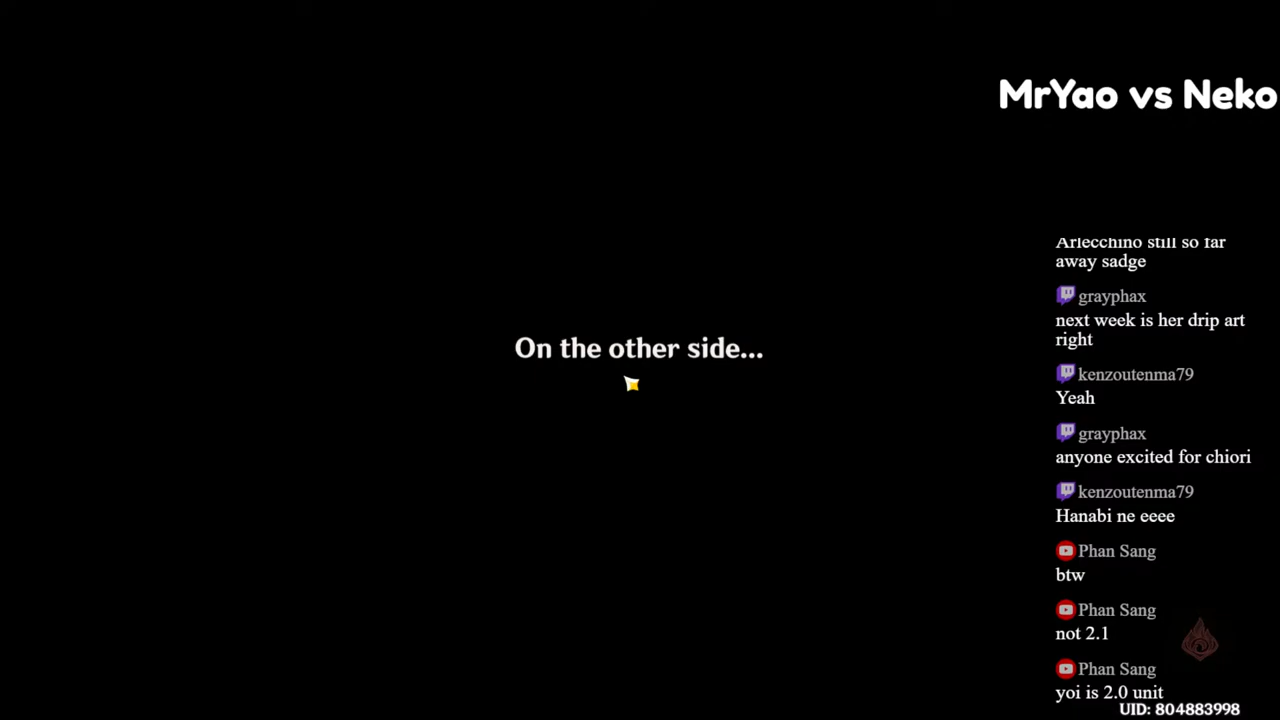 MrYao vs Neko
On the other side...
Arlecchino still so far
away sadge
grayphax
next week is her drip art
right
kenzoutenma79
Yeah
grayphax
anyone excited for chiori
kenzoutenma79
Hanabi ne eeee
Phan Sang
btw
Phan Sang
not 2.1
Phan Sang
yoi is 2.0 unit
UID: 804883998